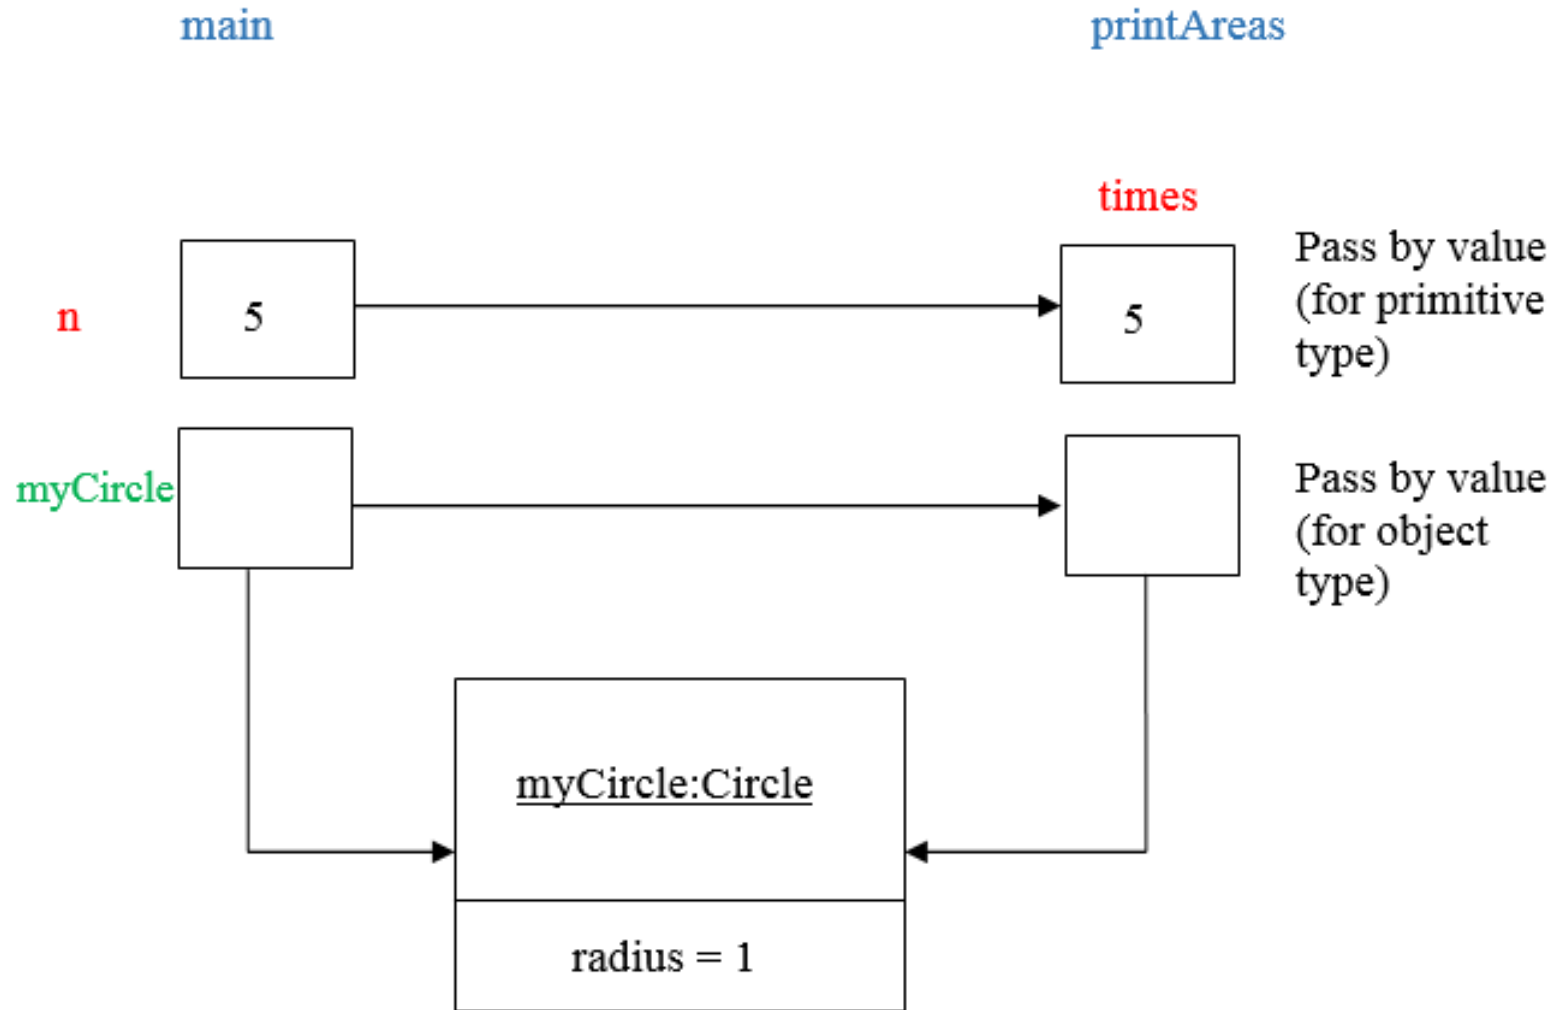 main
printAreas
times
n
5
5
Pass by value
(for primitive
type)
myCircle
Pass by value
(for object
type)
myCircle:Circle
radius = 1